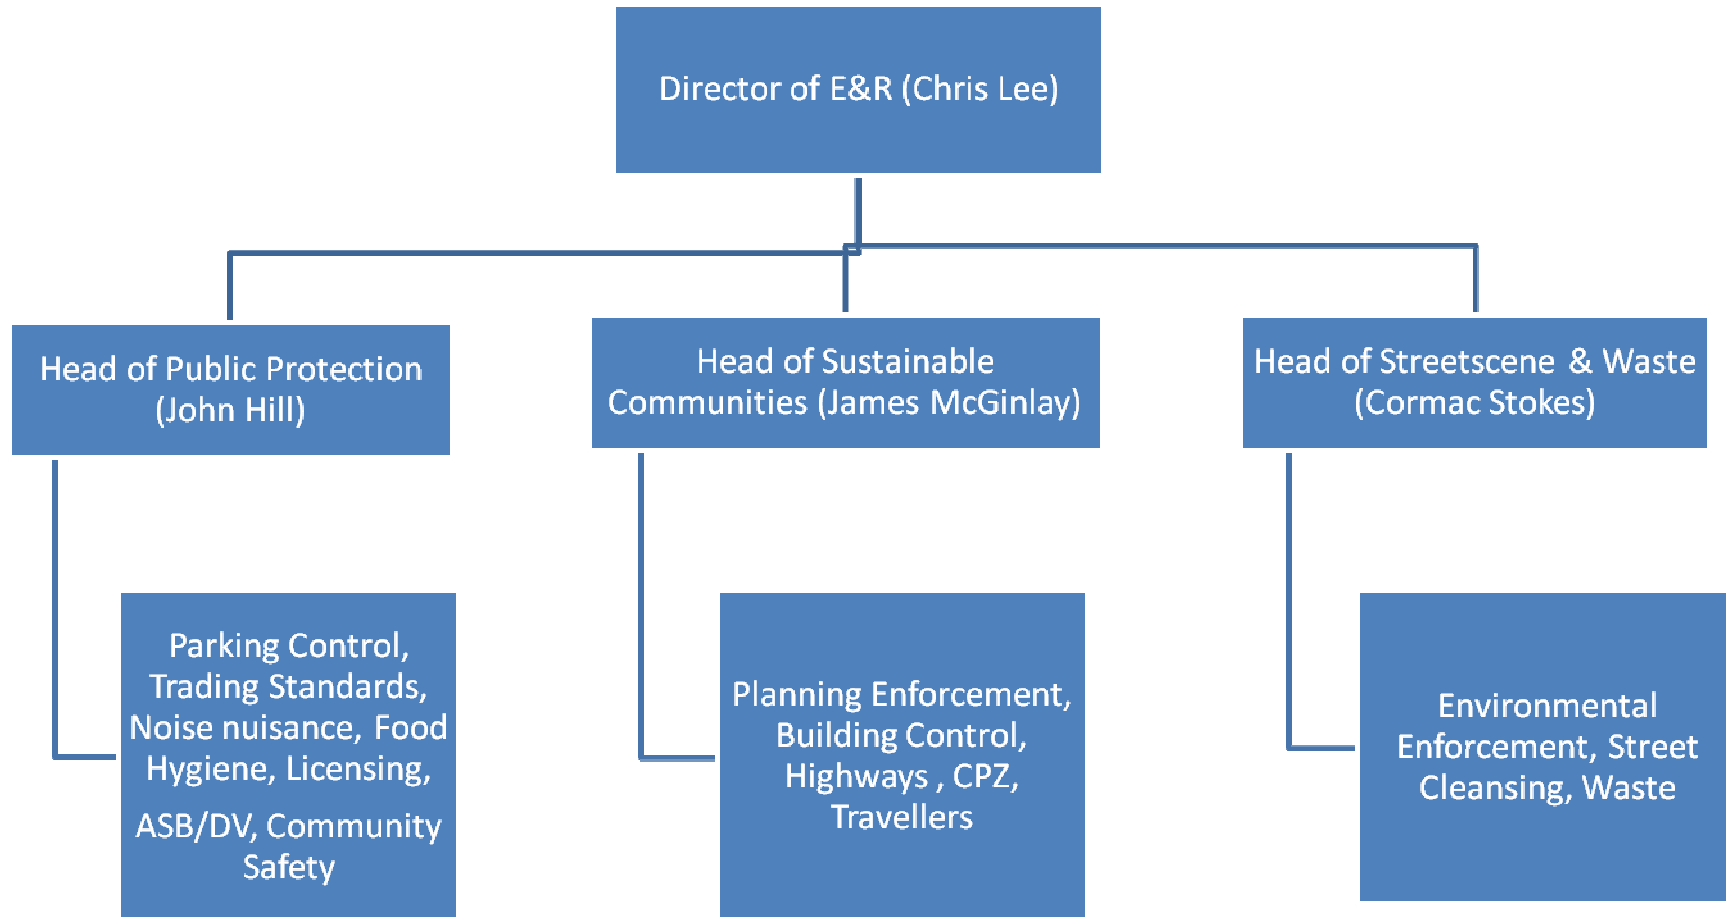 Director of E&R (Chris Lee)
Head of Public Protection
(John Hill)
Head of Sustainable
Communities (James McGinlay)
Head of Streetscene & Waste
(Cormac Stokes)
Parking Control,
Trading Standards,
Noise nuisance, Food
Hygiene, Licensing,
ASB/DV, Community
Safety
Planning Enforcement,
Building Control,
Highways , CPZ,
Travellers
Environmental
Enforcement, Street
Cleansing, Waste